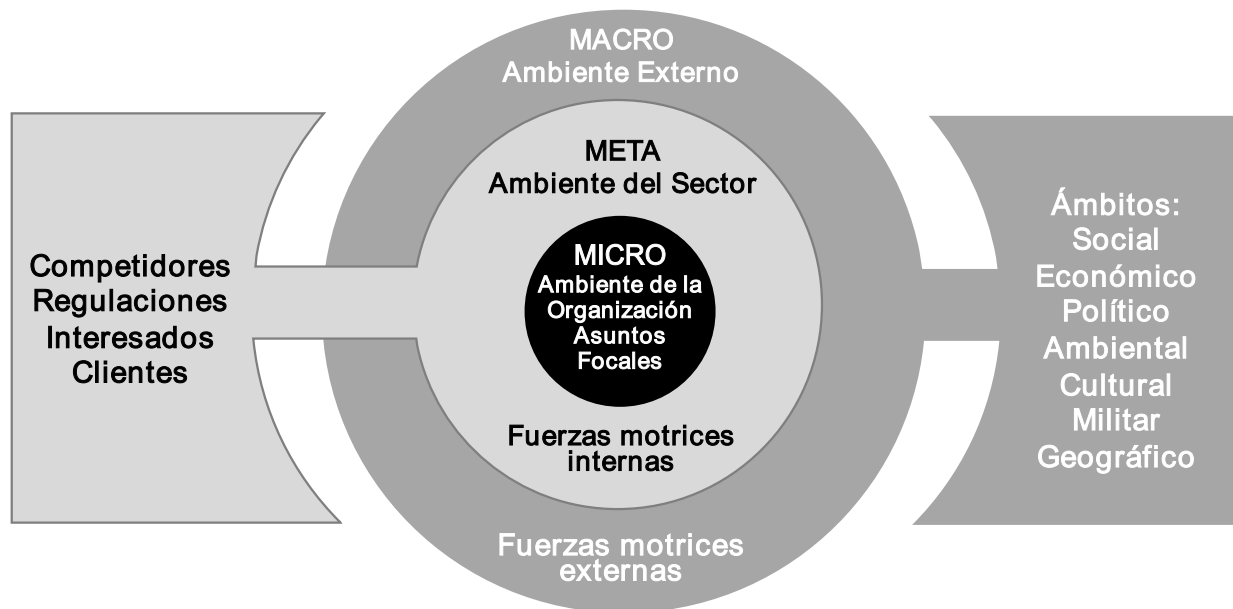 MACRO
Ambiente Externo
META
Ambiente del Sector
MICRO
Ambiente de la
Organización
Asuntos
Focales
Fuerzas motrices
internas
Fuerzas motrices
externas
Competidores
Regulaciones
Interesados
Clientes
Ámbitos:
Social
Económico
Político
Ambiental
Cultural
Militar
Geográfico